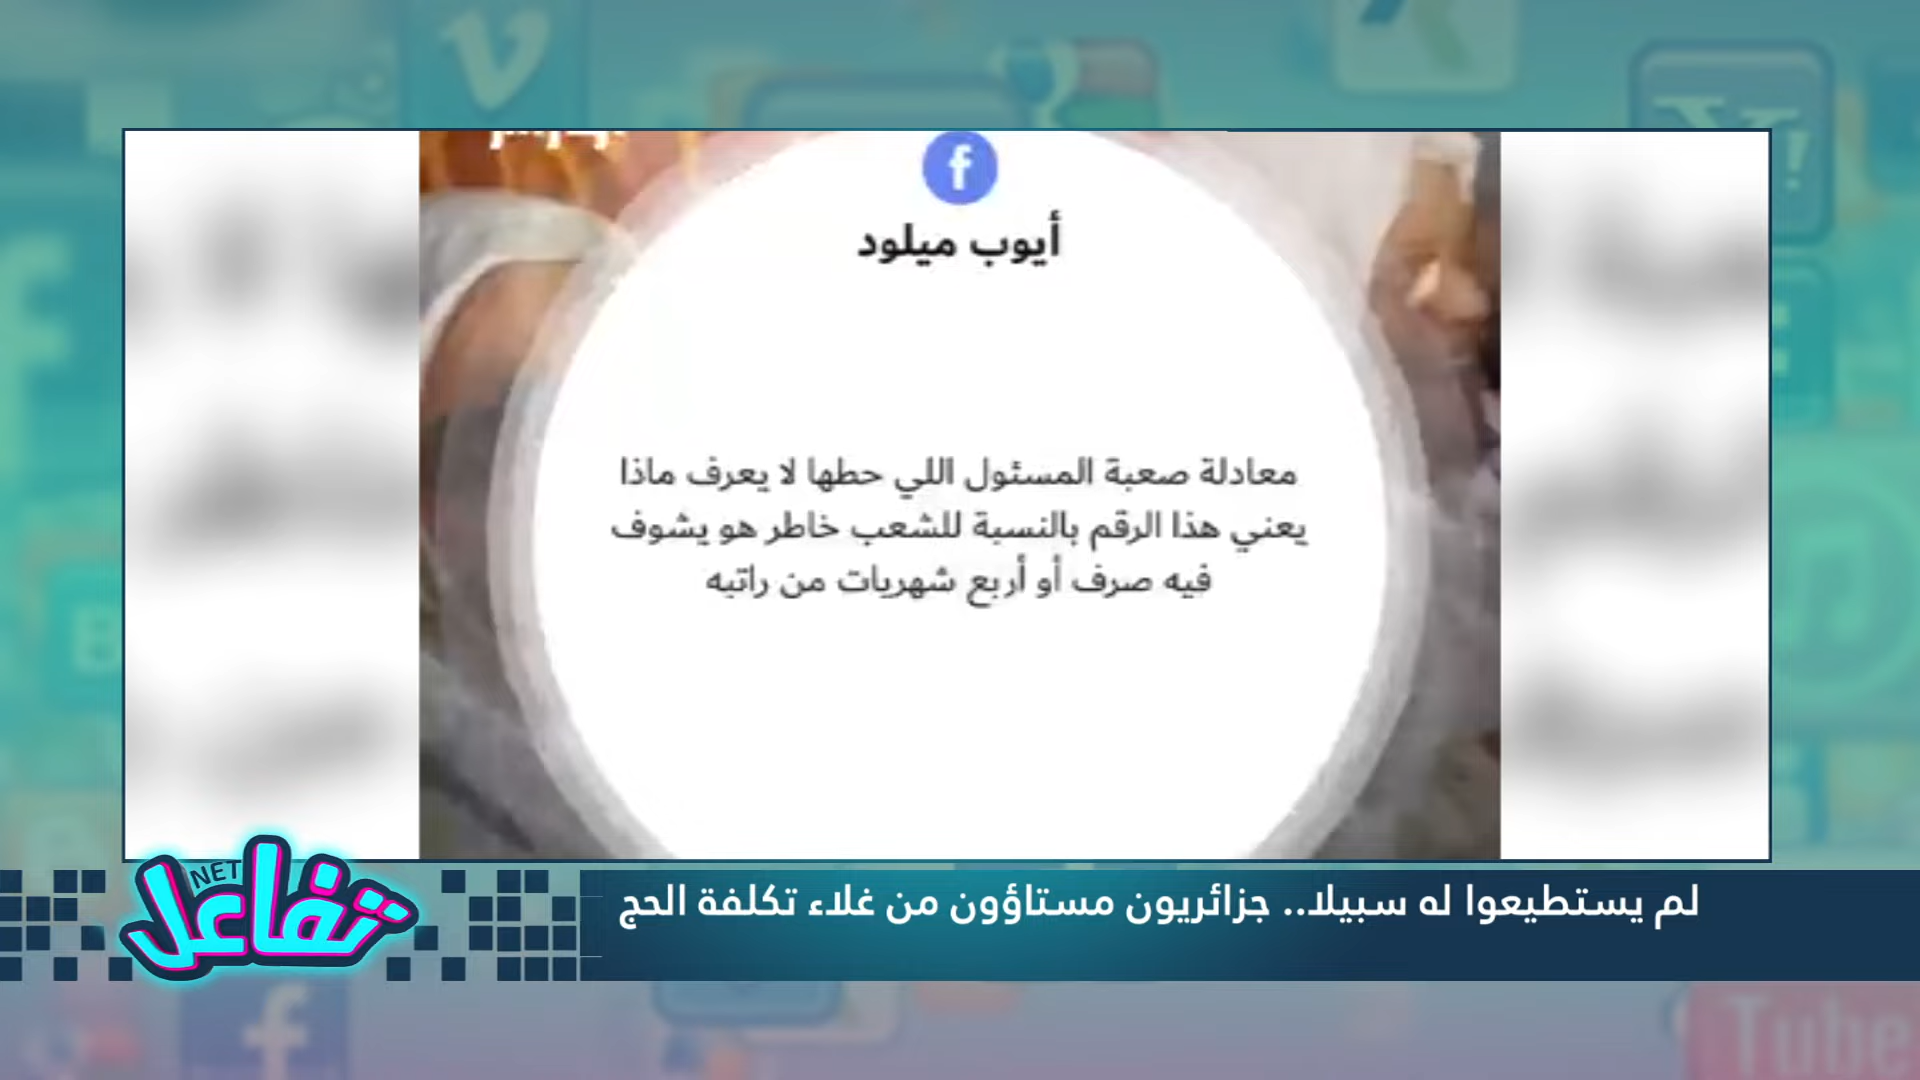 أيوب ميلود
معادلة صعبة المسئول اللي حطها لا يعرف ماذا
يعني هذا الرقم بالنسبة للشعب خاطر هو يشوف
فيه صرف أو أربع شهريات من راتبه
لم يستطيعوا له سبيلا.. جزائريون مستاؤون من غلاء تكلفة الحج
تفاعل
NET
Tube